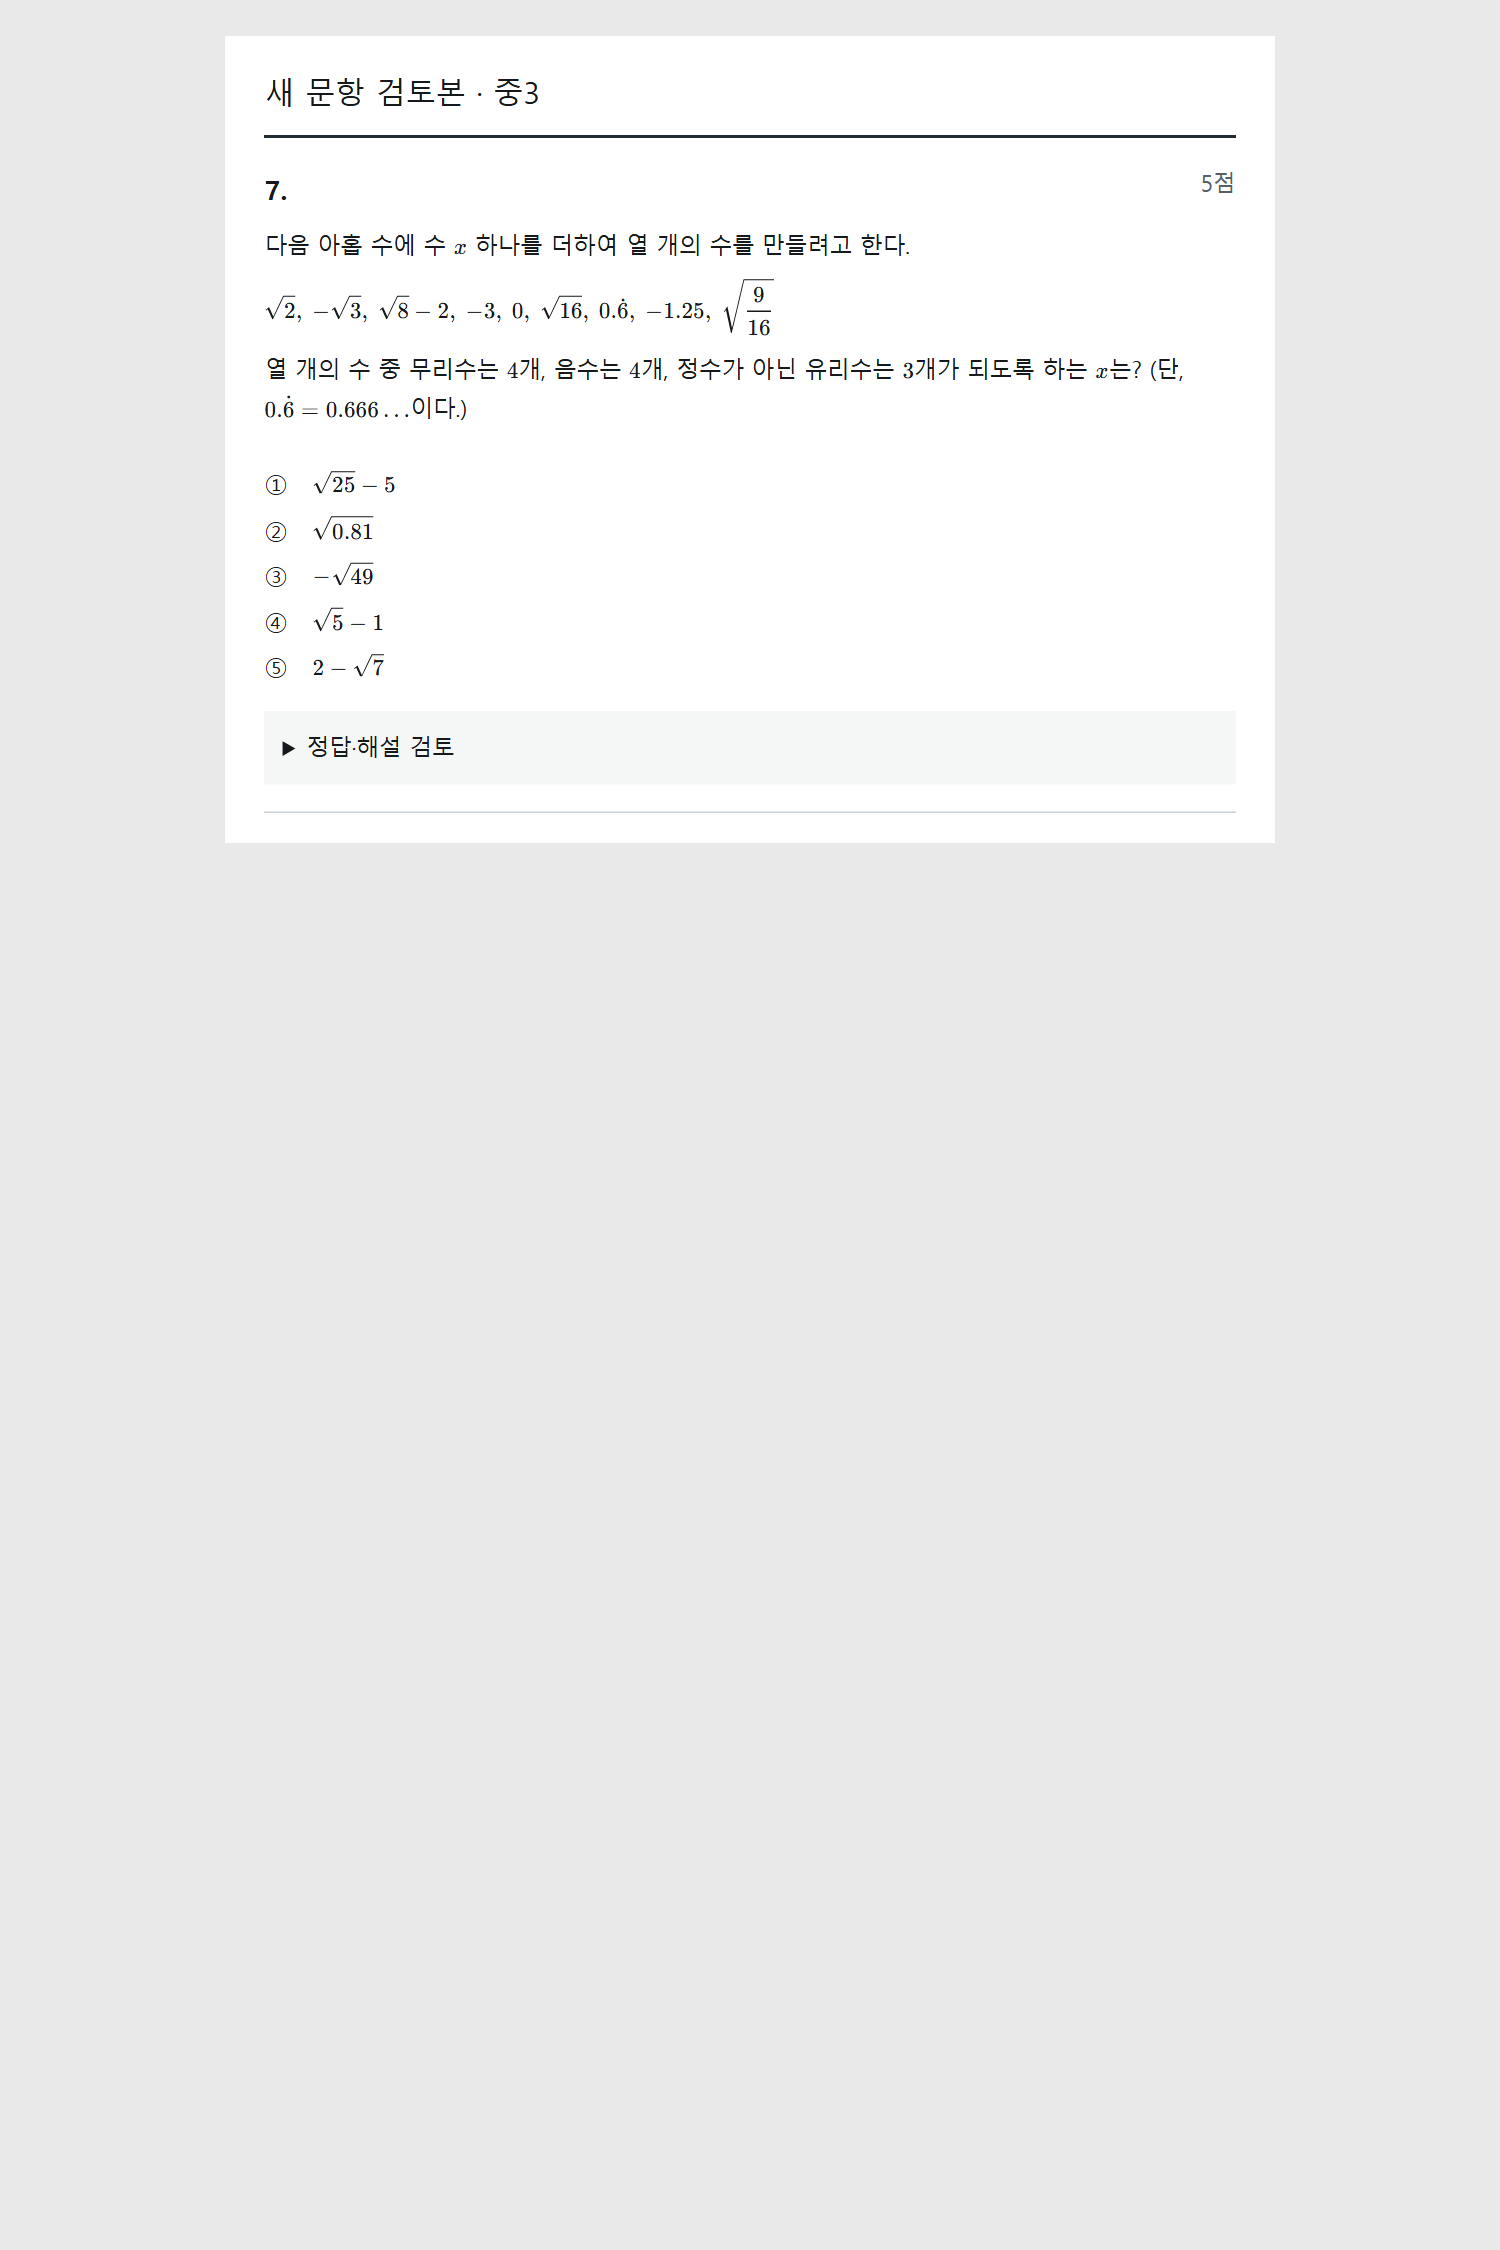 새 문항 검토본 · 중3
7.
5점
다음 아홉 수에 수 x 하나를 더하여 열 개의 수를 만들려고 한다.
√2, −√3, √8 − 2, −3, 0, √16, 0.6̇, −1.25, √(9/16)
열 개의 수 중 무리수는 4개, 음수는 4개, 정수가 아닌 유리수는 3개가 되도록 하는 x는? (단,
0.6̇ = 0.666…이다.)
① √25 − 5
② √0.81
③ −√49
④ √5 − 1
⑤ 2 − √7
▶ 정답·해설 검토